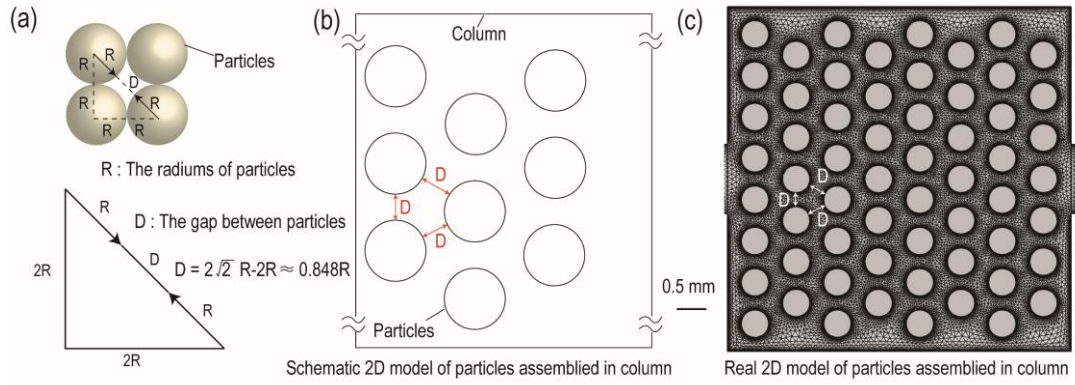 (a)
Particles
R
R
D
R
R
R
R
R : The radiums of particles
R
D : The gap between particles
D
2R
D = 2√2 R-2R ≈ 0.848R
R
2R
(b)
Column
D
D
D
Particles
Schematic 2D model of particles assemblied in column
0.5 mm
(c)
D
D
D
Real 2D model of particles assemblied in column